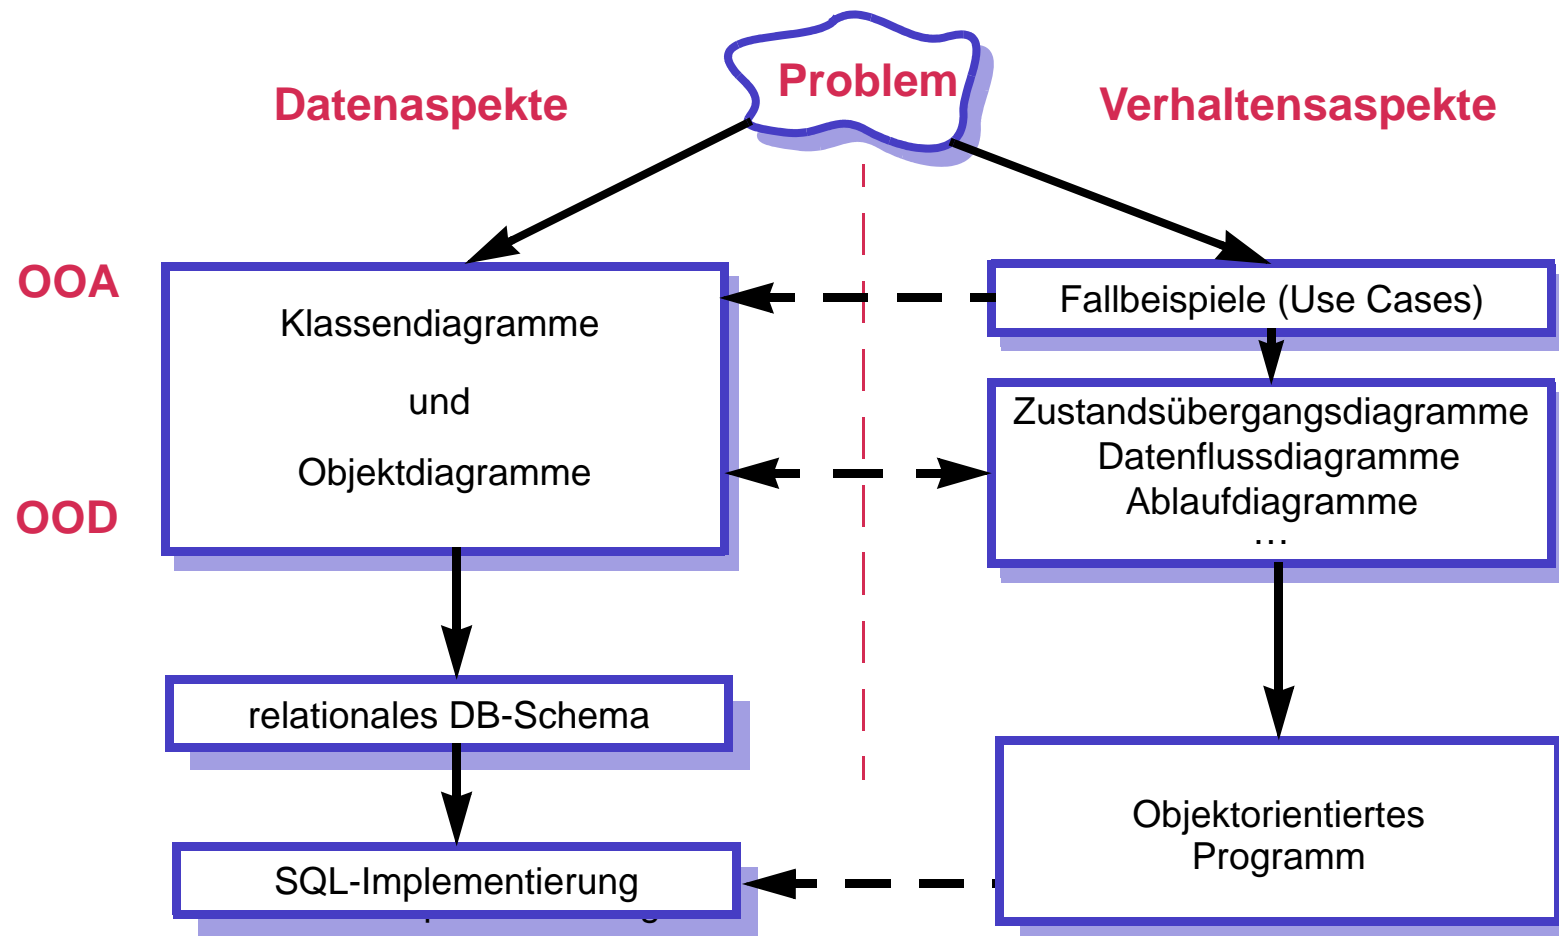 Problem
Datenaspekte
Verhaltensaspekte
OOA
Klassendiagramme
und
Objektdiagramme
OOD
Fallbeispiele (Use Cases)
Zustandsübergangsdiagramme
Datenflussdiagramme
Ablaufdiagramme
…
relationales DB-Schema
SQL-Implementierung
Objektorientiertes
Programm